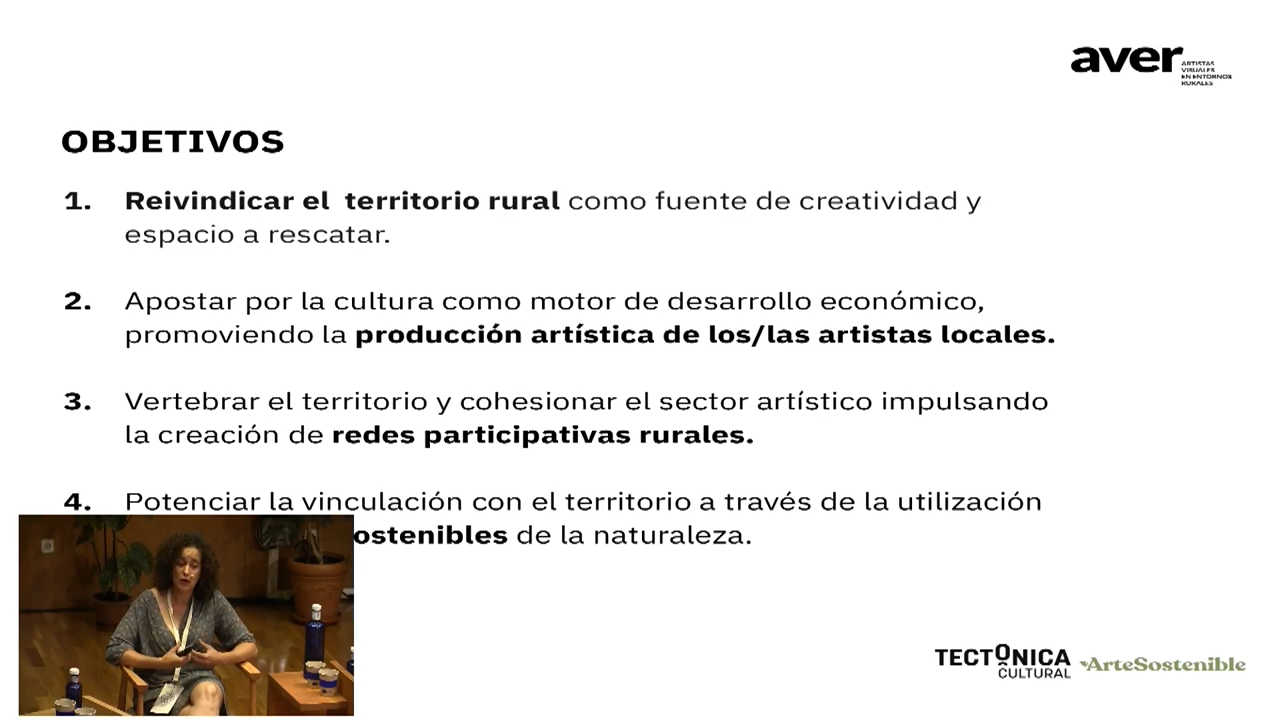 aver
ARTISTAS
VISUALES
EN ENTORNOS
RURALES
OBJETIVOS
1. Reivindicar el territorio rural como fuente de creatividad y
espacio a rescatar.
2. Apostar por la cultura como motor de desarrollo económico,
promoviendo la producción artística de los/las artistas locales.
3. Vertebrar el territorio y cohesionar el sector artístico impulsando
la creación de redes participativas rurales.
4. Potenciar la vinculación con el territorio a través de la utilización
ostenibles de la naturaleza.
TECTONICA
CULTURAL
ArteSostenible